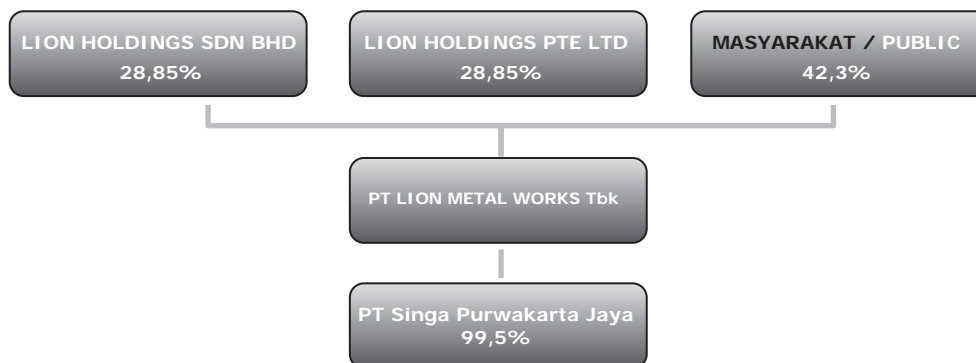 LION HOLDINGS SDN BHD
28,85%
LION HOLDINGS PTE LTD
28,85%
MASYARAKAT / PUBLIC
42,3%
PT LION METAL WORKS Tbk
PT Singa Purwakarta Jaya
99,5%